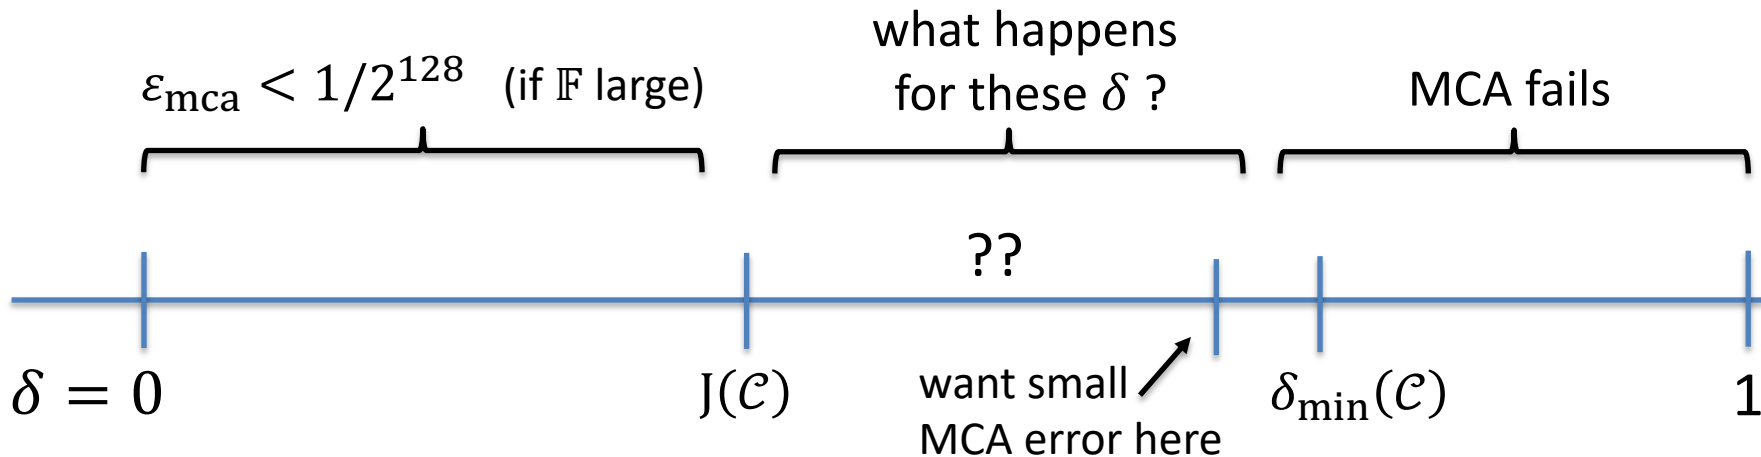 what happens
for these δ ?
ε_mca < 1/2^128 (if 𝔽 large)
MCA fails
??
δ = 0
J(𝒞)
want small
MCA error here
δ_min(𝒞)
1